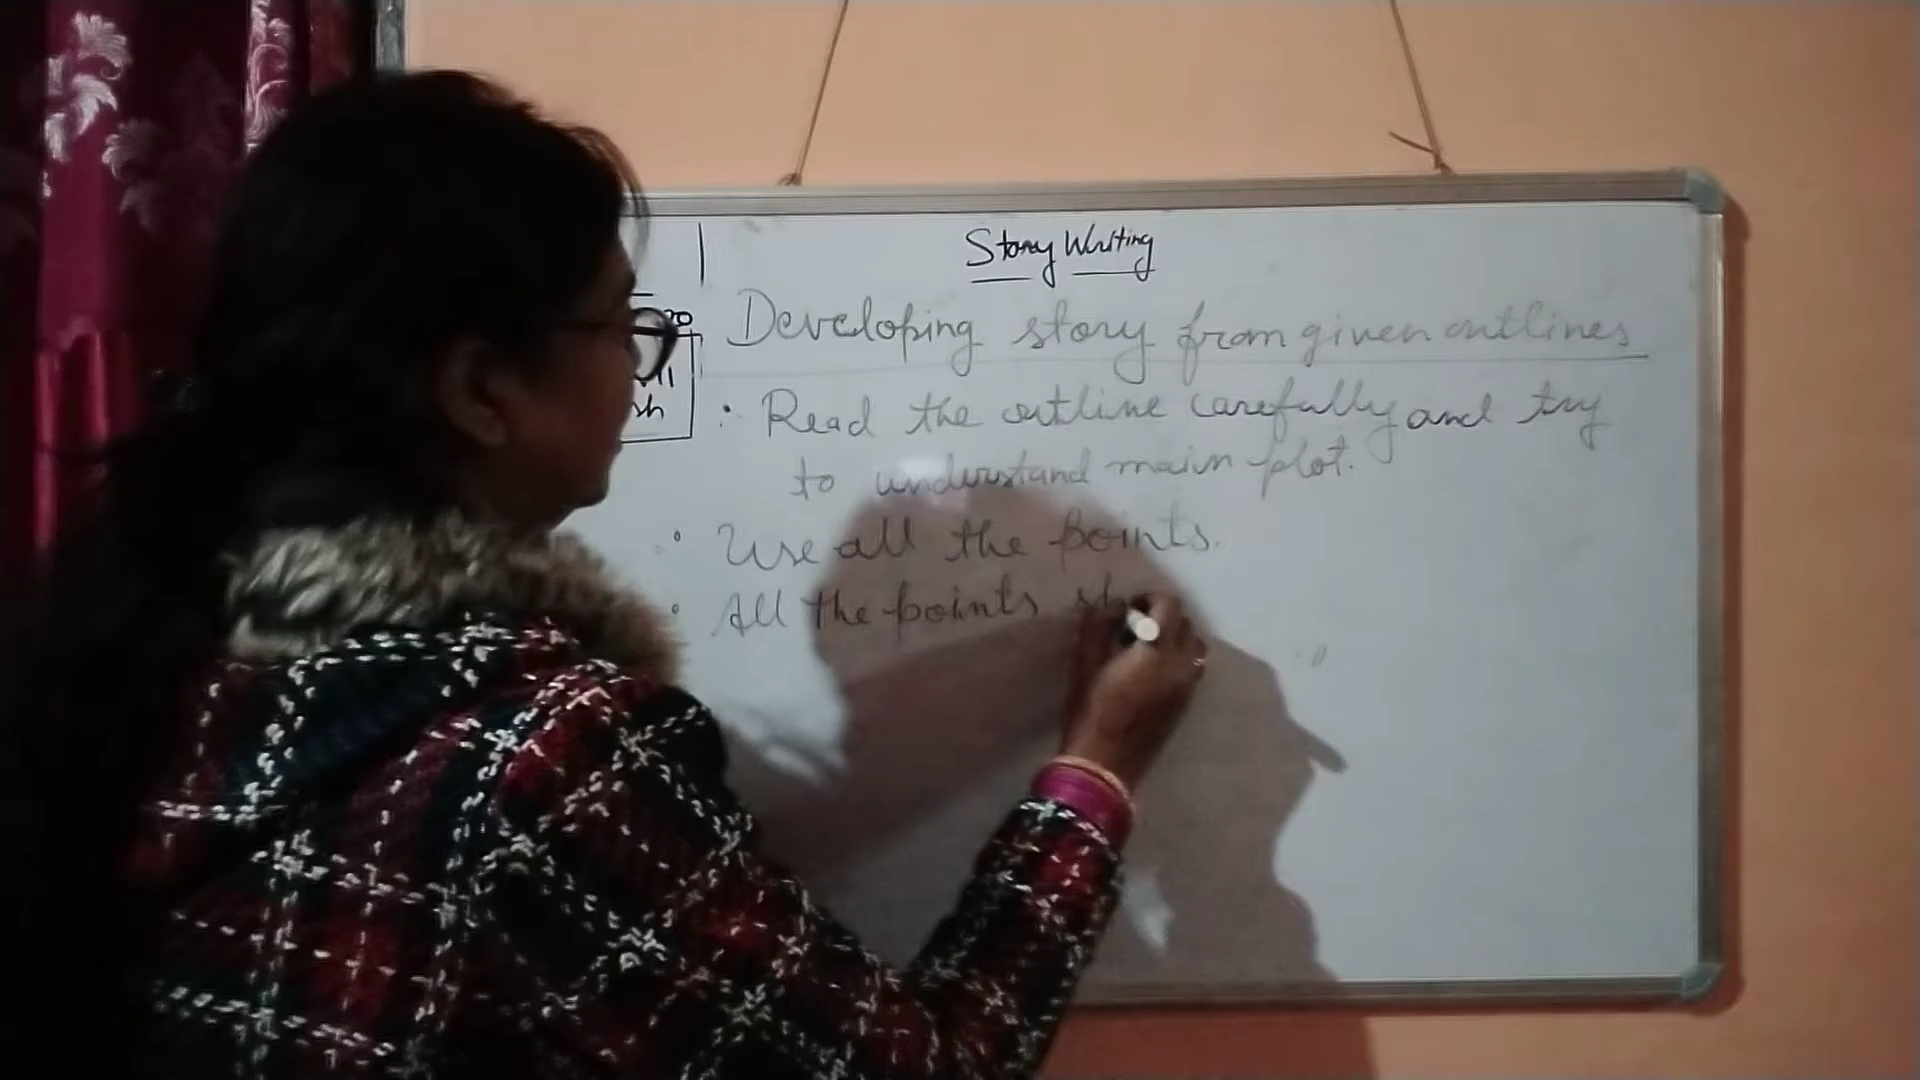 Story Writing
Developing story from given outlines
• Read the outline carefully and try
to understand main plot.
• Use all the points.
• All the points